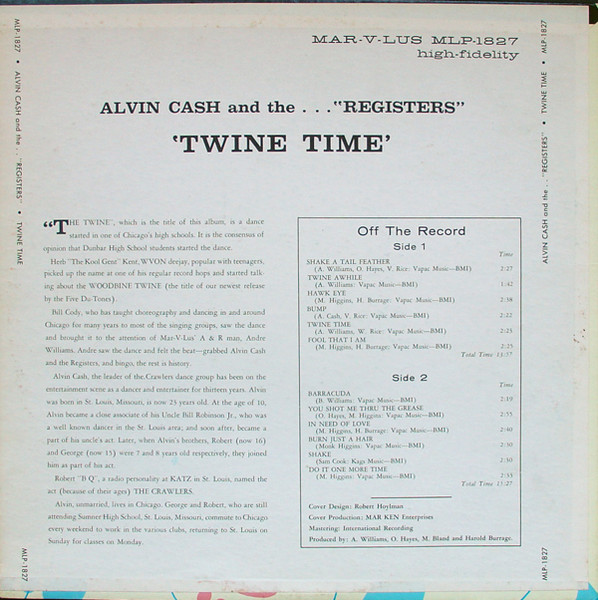 MAR-V-LUS MLP-1827
high-fidelity
ALVIN CASH and the . . . "REGISTERS"
'TWINE TIME'
"THE TWINE", which is the title of this album, is a dance
started in one of Chicago's high schools. It is the consensus of
opinion that Dunbar High School students started the dance.
Herb "The Kool Gent" Kent, WVON deejay, popular with teenagers,
picked up the name at one of his regular record hops and started talk-
ing about the WOODBINE TWINE (the title of our newest release
by the Five Du-Tones).
Bill Cody, who has taught choreography and dancing in and around
Chicago for many years to most of the singing groups, saw the dance
and brought it to the attention of Mar-V-Lus' A & R man, Andre
Williams. Andre saw the dance and felt the beat—grabbed Alvin Cash
and the Registers, and bingo, the rest is history.
Alvin Cash, the leader of the Crawlers dance group has been on the
entertainment scene as a dancer and entertainer for thirteen years. Alvin
was born in St. Louis, Missouri, is now 23 years old. At the age of 10,
Alvin became a close associate of his Uncle Bill Robinson Jr., who was
a well known dancer in the St. Louis area; and soon after, became a
part of his uncle's act. Later, when Alvin's brothers, Robert (now 16)
and George (now 15) were 7 and 8 years old respectively, they joined
him as part of his act.
Robert "B Q", a radio personality at KATZ in St. Louis, named the
act (because of their ages) THE CRAWLERS.
Alvin, unmarried, lives in Chicago. George and Robert, who are still
attending Sumner High School, St. Louis, Missouri, commute to Chicago
every weekend to work in the various clubs, returning to St. Louis on
Sunday for classes on Monday.
Off The Record
Side 1
Time
SHAKE A TAIL FEATHER
(A. Williams, O. Hayes, V. Rice: Vapac Music—BMI) 2:27
TWINE AWHILE
(A. Williams: Vapac Music—BMI) 1:42
HAWK EYE
(M. Higgins, H. Burrage: Vapac Music—BMI) 2:38
BUMP
(A. Cash, V. Rice: Vapac Music—BMI) 2:22
TWINE TIME
(A. Williams, W. Rice: Vapac Music—BMI) 2:23
FOOL THAT I AM
(M. Higgins, H. Burrage: Vapac Music—BMI) 2:25
Total Time 13:57
Side 2
Time
BARRACUDA
(B. Williams: Vapac Music—BMI) 2:19
YOU SHOT ME THRU THE GREASE
(O. Hayes, M. Higgins: Vapac Music—BMI) 2:55
IN NEED OF LOVE
(M. Higgins, H. Burrage: Vapac Music—BMI) 2:40
BURN JUST A HAIR
(Monk Higgins: Vapac Music—BMI) 2:30
SHAKE
(Sam Cook: Kags Music—BMI) 2:30
DO IT ONE MORE TIME
(M. Higgins: Vapac Music—BMI) 2:33
Total Time 15:27
Cover Design: Robert Hoylman
Cover Production: MAR KEN Enterprises
Mastering: International Recording
Produced by: A. Williams, O. Hayes, M. Bland and Harold Burrage.
MLP-1827 • ALVIN CASH and the . . "REGISTERS" • TWINE TIME
MLP-1827
ALVIN CASH and the . . "REGISTERS" • TWINE TIME • MLP-1827
MLP-1827